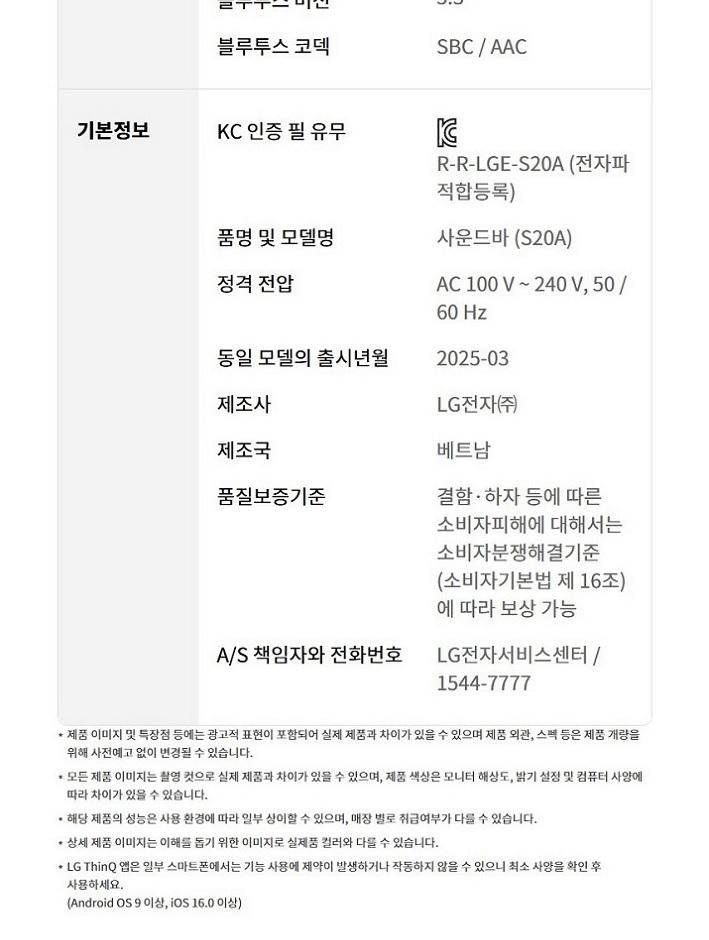 블루투스 코덱 SBC / AAC
기본정보 KC 인증 필 유무
R-R-LGE-S20A (전자파
적합등록)
품명 및 모델명 사운드바 (S20A)
정격 전압 AC 100 V ~ 240 V, 50 /
60 Hz
동일 모델의 출시년월 2025-03
제조사 LG전자㈜
제조국 베트남
품질보증기준 결함·하자 등에 따른
소비자피해에 대해서는
소비자분쟁해결기준
(소비자기본법 제 16조)
에 따라 보상 가능
A/S 책임자와 전화번호 LG전자서비스센터 /
1544-7777
* 제품 이미지 및 특장점 등에는 광고적 표현이 포함되어 실제 제품과 차이가 있을 수 있으며 제품 외관, 스펙 등은 제품 개량을
위해 사전예고 없이 변경될 수 있습니다.
* 모든 제품 이미지는 촬영 컷으로 실제 제품과 차이가 있을 수 있으며, 제품 색상은 모니터 해상도, 밝기 설정 및 컴퓨터 사양에
따라 차이가 있을 수 있습니다.
* 해당 제품의 성능은 사용 환경에 따라 일부 상이할 수 있으며, 매장 별로 취급여부가 다를 수 있습니다.
* 상세 제품 이미지는 이해를 돕기 위한 이미지로 실제품 컬러와 다를 수 있습니다.
* LG ThinQ 앱은 일부 스마트폰에서는 기능 사용에 제약이 발생하거나 작동하지 않을 수 있으니 최소 사양을 확인 후
사용하세요.
(Android OS 9 이상, iOS 16.0 이상)